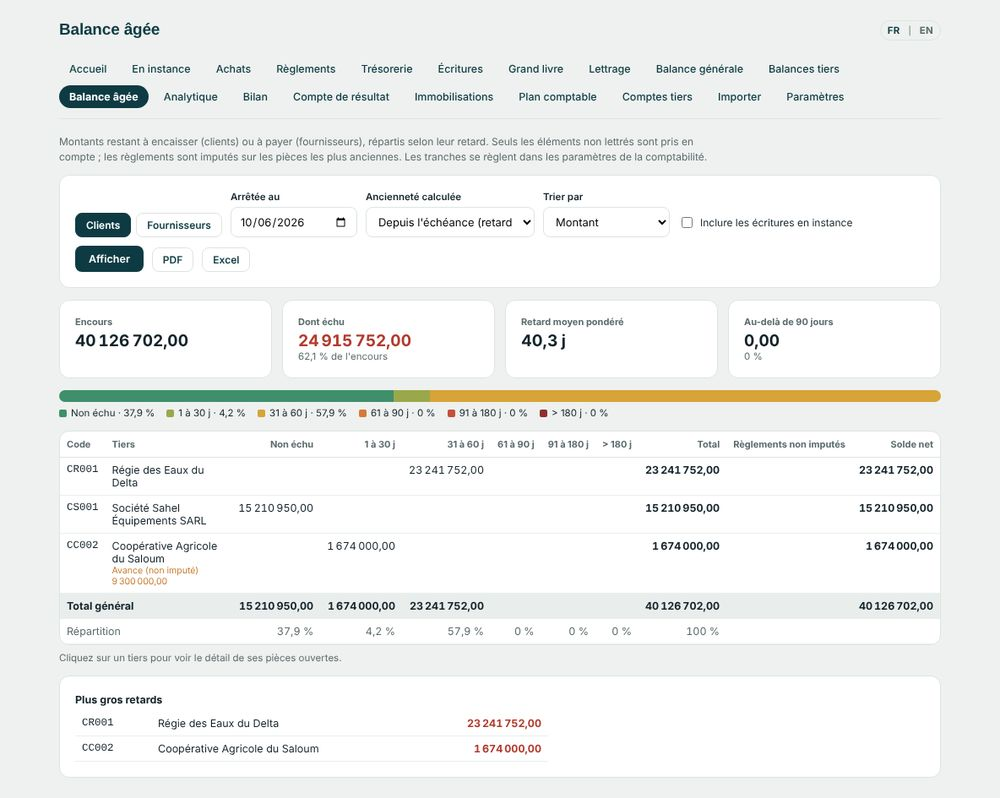 Balance âgée
FR | EN
Accueil En instance Achats Règlements Trésorerie Écritures Grand livre Lettrage Balance générale Balances tiers
Balance âgée Analytique Bilan Compte de résultat Immobilisations Plan comptable Comptes tiers Importer Paramètres
Montants restant à encaisser (clients) ou à payer (fournisseurs), répartis selon leur retard. Seuls les éléments non lettrés sont pris en
compte ; les règlements sont imputés sur les pièces les plus anciennes. Les tranches se règlent dans les paramètres de la comptabilité.
Arrêtée au Ancienneté calculée Trier par
Clients Fournisseurs 10/06/2026 Depuis l'échéance (retard Montant Inclure les écritures en instance
Afficher PDF Excel
Encours Dont échu Retard moyen pondéré Au-delà de 90 jours
40 126 702,00 24 915 752,00 40,3 j 0,00
62,1 % de l'encours 0 %
Non échu · 37,9 % 1 à 30 j · 4,2 % 31 à 60 j · 57,9 % 61 à 90 j · 0 % 91 à 180 j · 0 % > 180 j · 0 %
Code Tiers Non échu 1 à 30 j 31 à 60 j 61 à 90 j 91 à 180 j > 180 j Total Règlements non imputés Solde net
CR001 Régie des Eaux du 23 241 752,00 23 241 752,00 23 241 752,00
Delta
CS001 Société Sahel 15 210 950,00 15 210 950,00 15 210 950,00
Équipements SARL
CC002 Coopérative Agricole 1 674 000,00 1 674 000,00 1 674 000,00
du Saloum
Avance (non imputé)
9 300 000,00
Total général 15 210 950,00 1 674 000,00 23 241 752,00 40 126 702,00 40 126 702,00
Répartition 37,9 % 4,2 % 57,9 % 0 % 0 % 0 % 100 %
Cliquez sur un tiers pour voir le détail de ses pièces ouvertes.
Plus gros retards
CR001 Régie des Eaux du Delta 23 241 752,00
CC002 Coopérative Agricole du Saloum 1 674 000,00